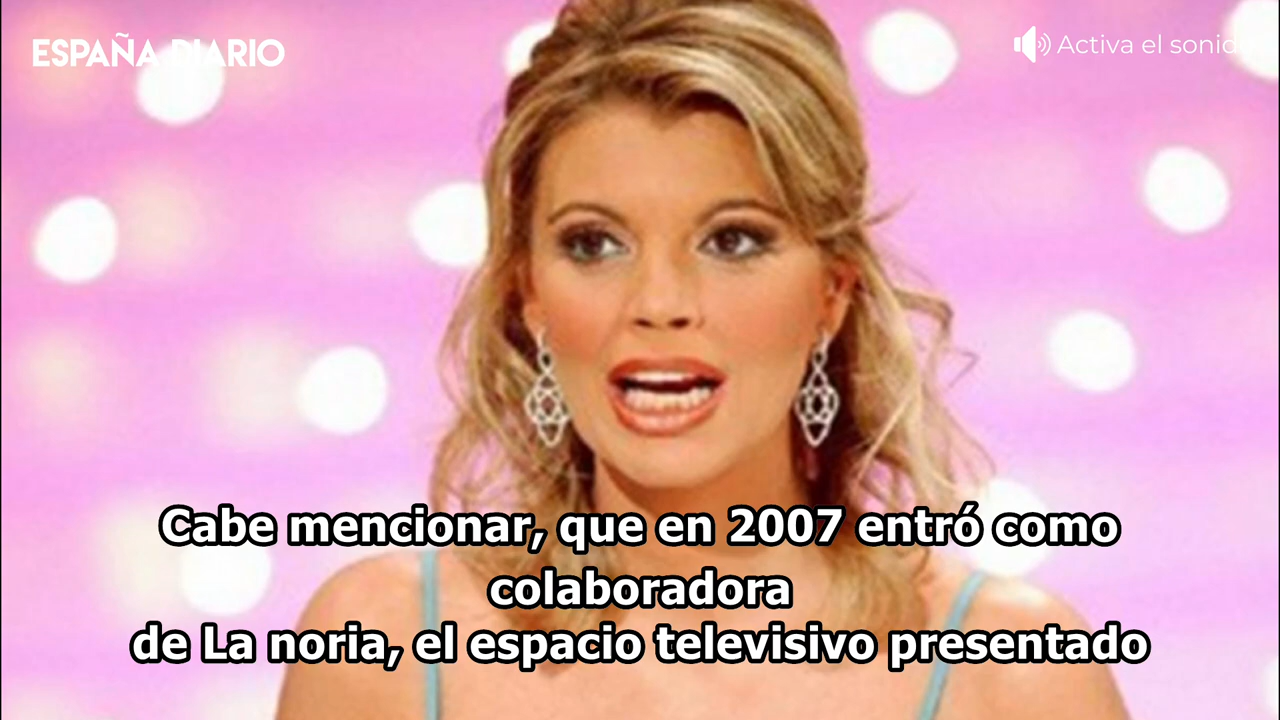 ESPAÑA DIARIO
Activa el sonido
Cabe mencionar, que en 2007 entró como
colaboradora
de La noria, el espacio televisivo presentado